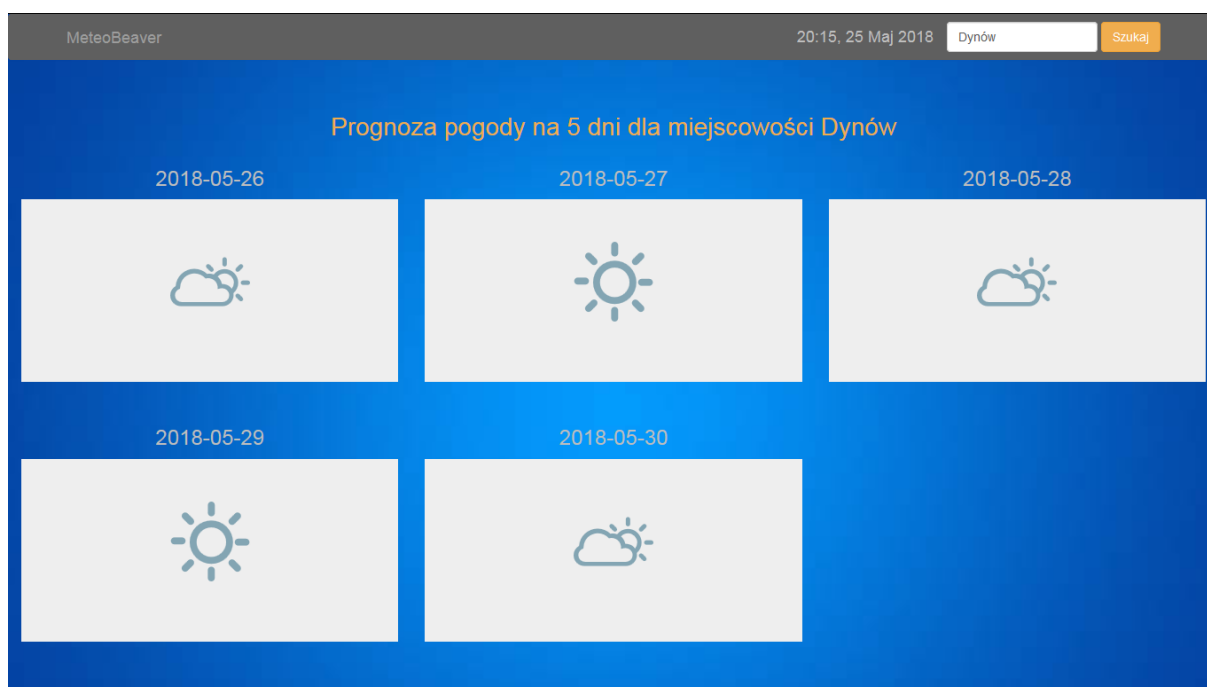 MeteoBeaver 20:15, 25 Maj 2018 Dynów Szukaj
Prognoza pogody na 5 dni dla miejscowości Dynów
2018-05-26 2018-05-27 2018-05-28
2018-05-29 2018-05-30